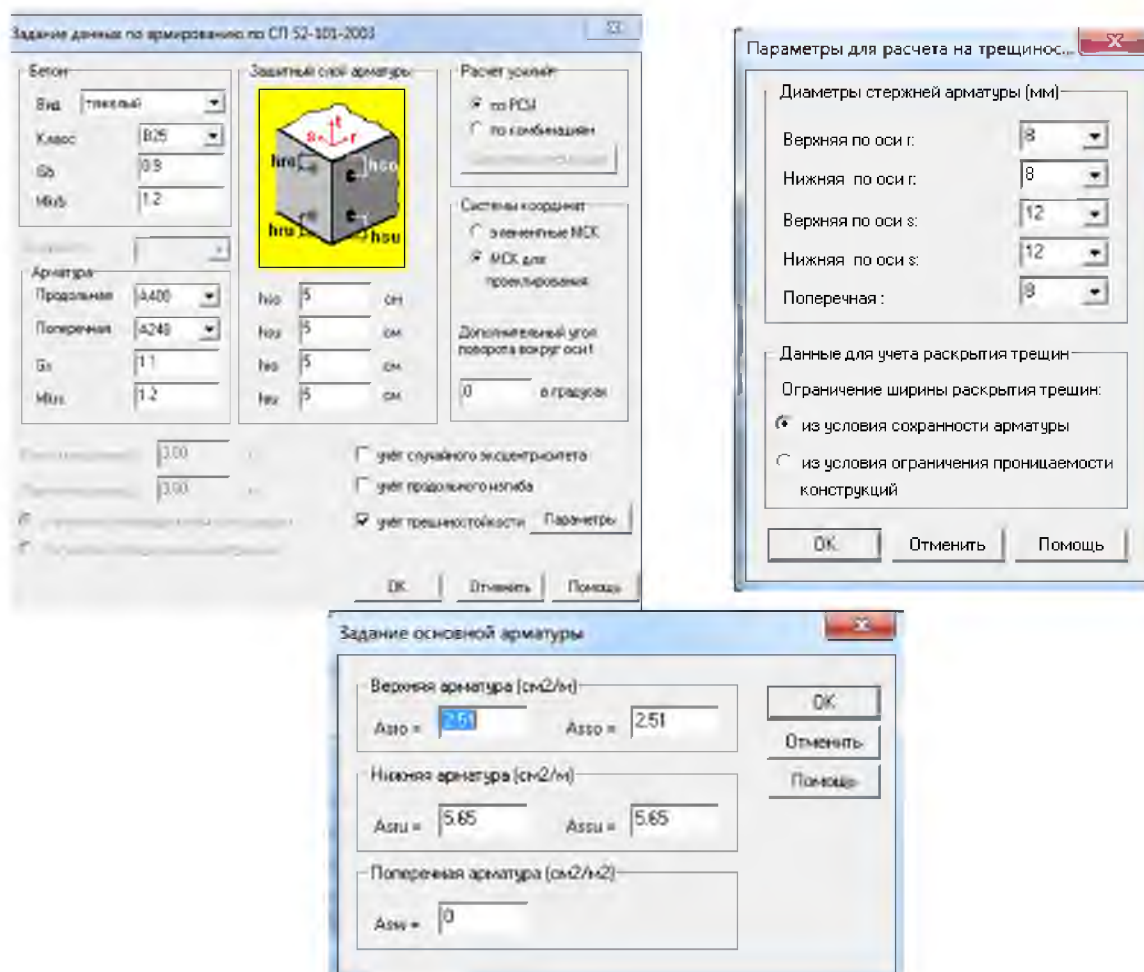 Задание данных по армированию по СП 52-101-2003
Бетон
Вид тяжелый
Класс B25
Gb 0.9
Mkrb 1.2
Арматура
Продольная A400
Поперечная A240
Gs 1.1
Mkrs 1.2
3.00
3.00
Защитный слой арматуры
t
s r
hro hso
hru hsu
hro 5 см
5 см
hso 5 см
hsu 5 см
Расчет усилий
по РСУ
по комбинациям
Системы координат
элементные МСК
МСК для
проектирования
Дополнительный угол
поворота вокруг оси t
0 в градусах
учёт случайного эксцентриситета
учёт продольного изгиба
учёт трещиностойкости Параметры
OK Отменить Помощь
Параметры для расчета на трещинос...
Диаметры стержней арматуры (мм)
Верхняя по оси r: 8
Нижняя по оси r: 8
Верхняя по оси s: 12
Нижняя по оси s: 12
Поперечная : 8
Данные для учета раскрытия трещин
Ограничение ширины раскрытия трещин:
из условия сохранности арматуры
из условия ограничения проницаемости
конструкций
OK Отменить Помощь
Задание основной арматуры
Верхняя арматура (см2/м)
Asro = 2.51 Asso = 2.51
Нижняя арматура (см2/м)
Asru = 5.65 Assu = 5.65
Поперечная арматура (см2/м2)
Asw = 0
OK
Отменить
Помощь